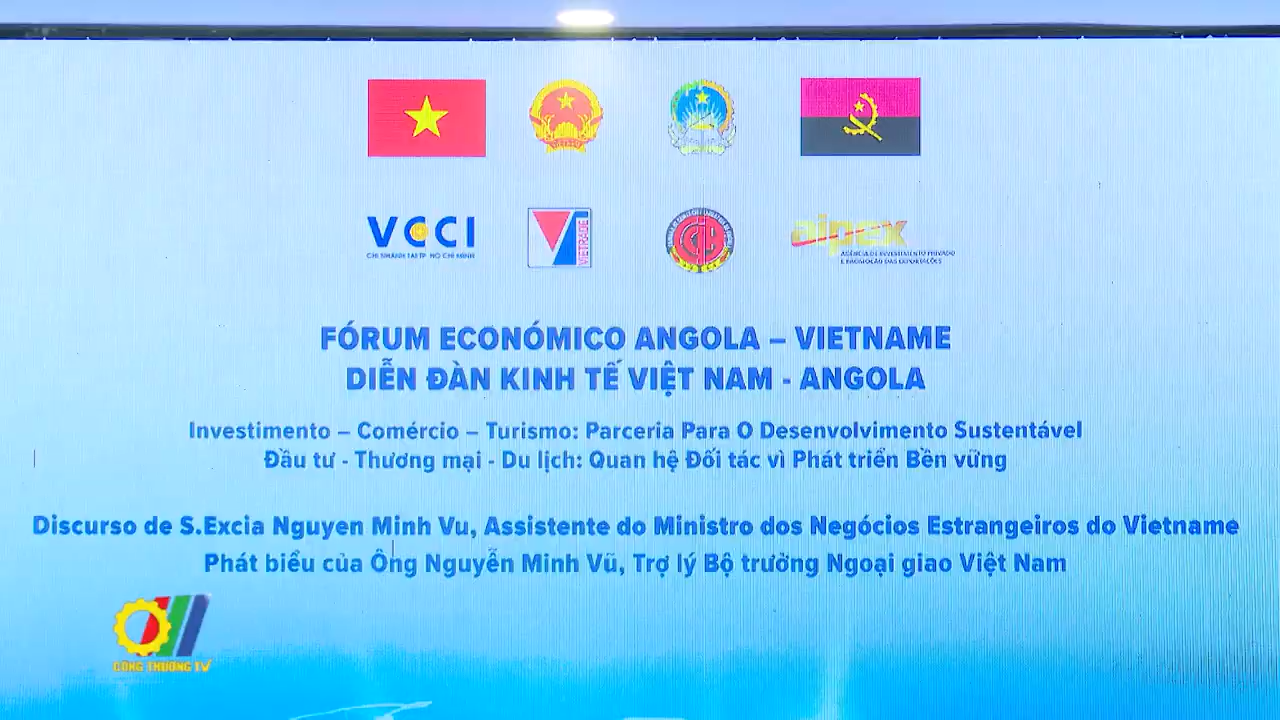 VCCI
CHI NHÁNH TẠI TP. HỒ CHÍ MINH
VIETRADE
CCIA
aipex
AGÊNCIA DE INVESTIMENTO PRIVADO
E PROMOÇÃO DAS EXPORTAÇÕES
FÓRUM ECONÓMICO ANGOLA – VIETNAME
DIỄN ĐÀN KINH TẾ VIỆT NAM - ANGOLA
Investimento – Comércio – Turismo: Parceria Para O Desenvolvimento Sustentável
Đầu tư - Thương mại - Du lịch: Quan hệ Đối tác vì Phát triển Bền vững
Discurso de S.Excia Nguyen Minh Vu, Assistente do Ministro dos Negócios Estrangeiros do Vietname
Phát biểu của Ông Nguyễn Minh Vũ, Trợ lý Bộ trưởng Ngoại giao Việt Nam
CÔNG THƯƠNG TV